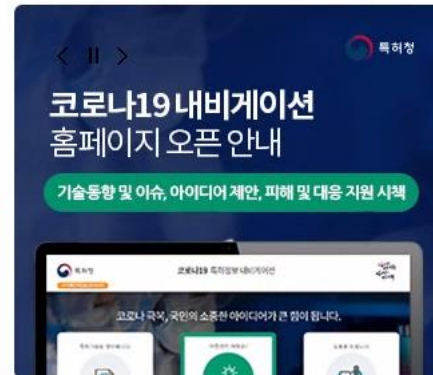 특허청
코로나19 내비게이션
홈페이지 오픈 안내
기술동향 및 이슈, 아이디어 제안, 피해 및 대응 지원 시책
특허청
코로나19 특허정보 내비게이션
코로나 극복, 국민의 소중한 아이디어가 큰 힘이 됩니다.